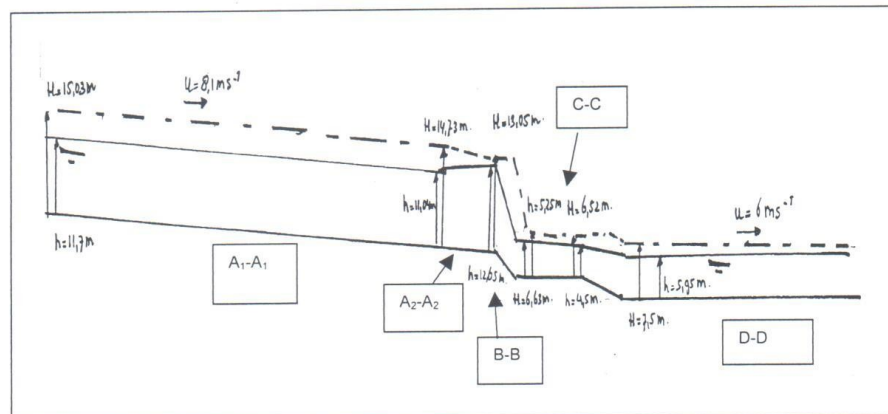 H=15,03m
U=8,1ms⁻¹
H=14,73m
H=13,05m.
C-C
h=5,25m
H=6,52m.
u=6ms⁻¹
h=11,04m
h=11,7m
A₁-A₁
A₂-A₂
h=12,65m.
H=6,63m.
h=4,5m.
h=5,95m.
H=7,5m.
B-B
D-D